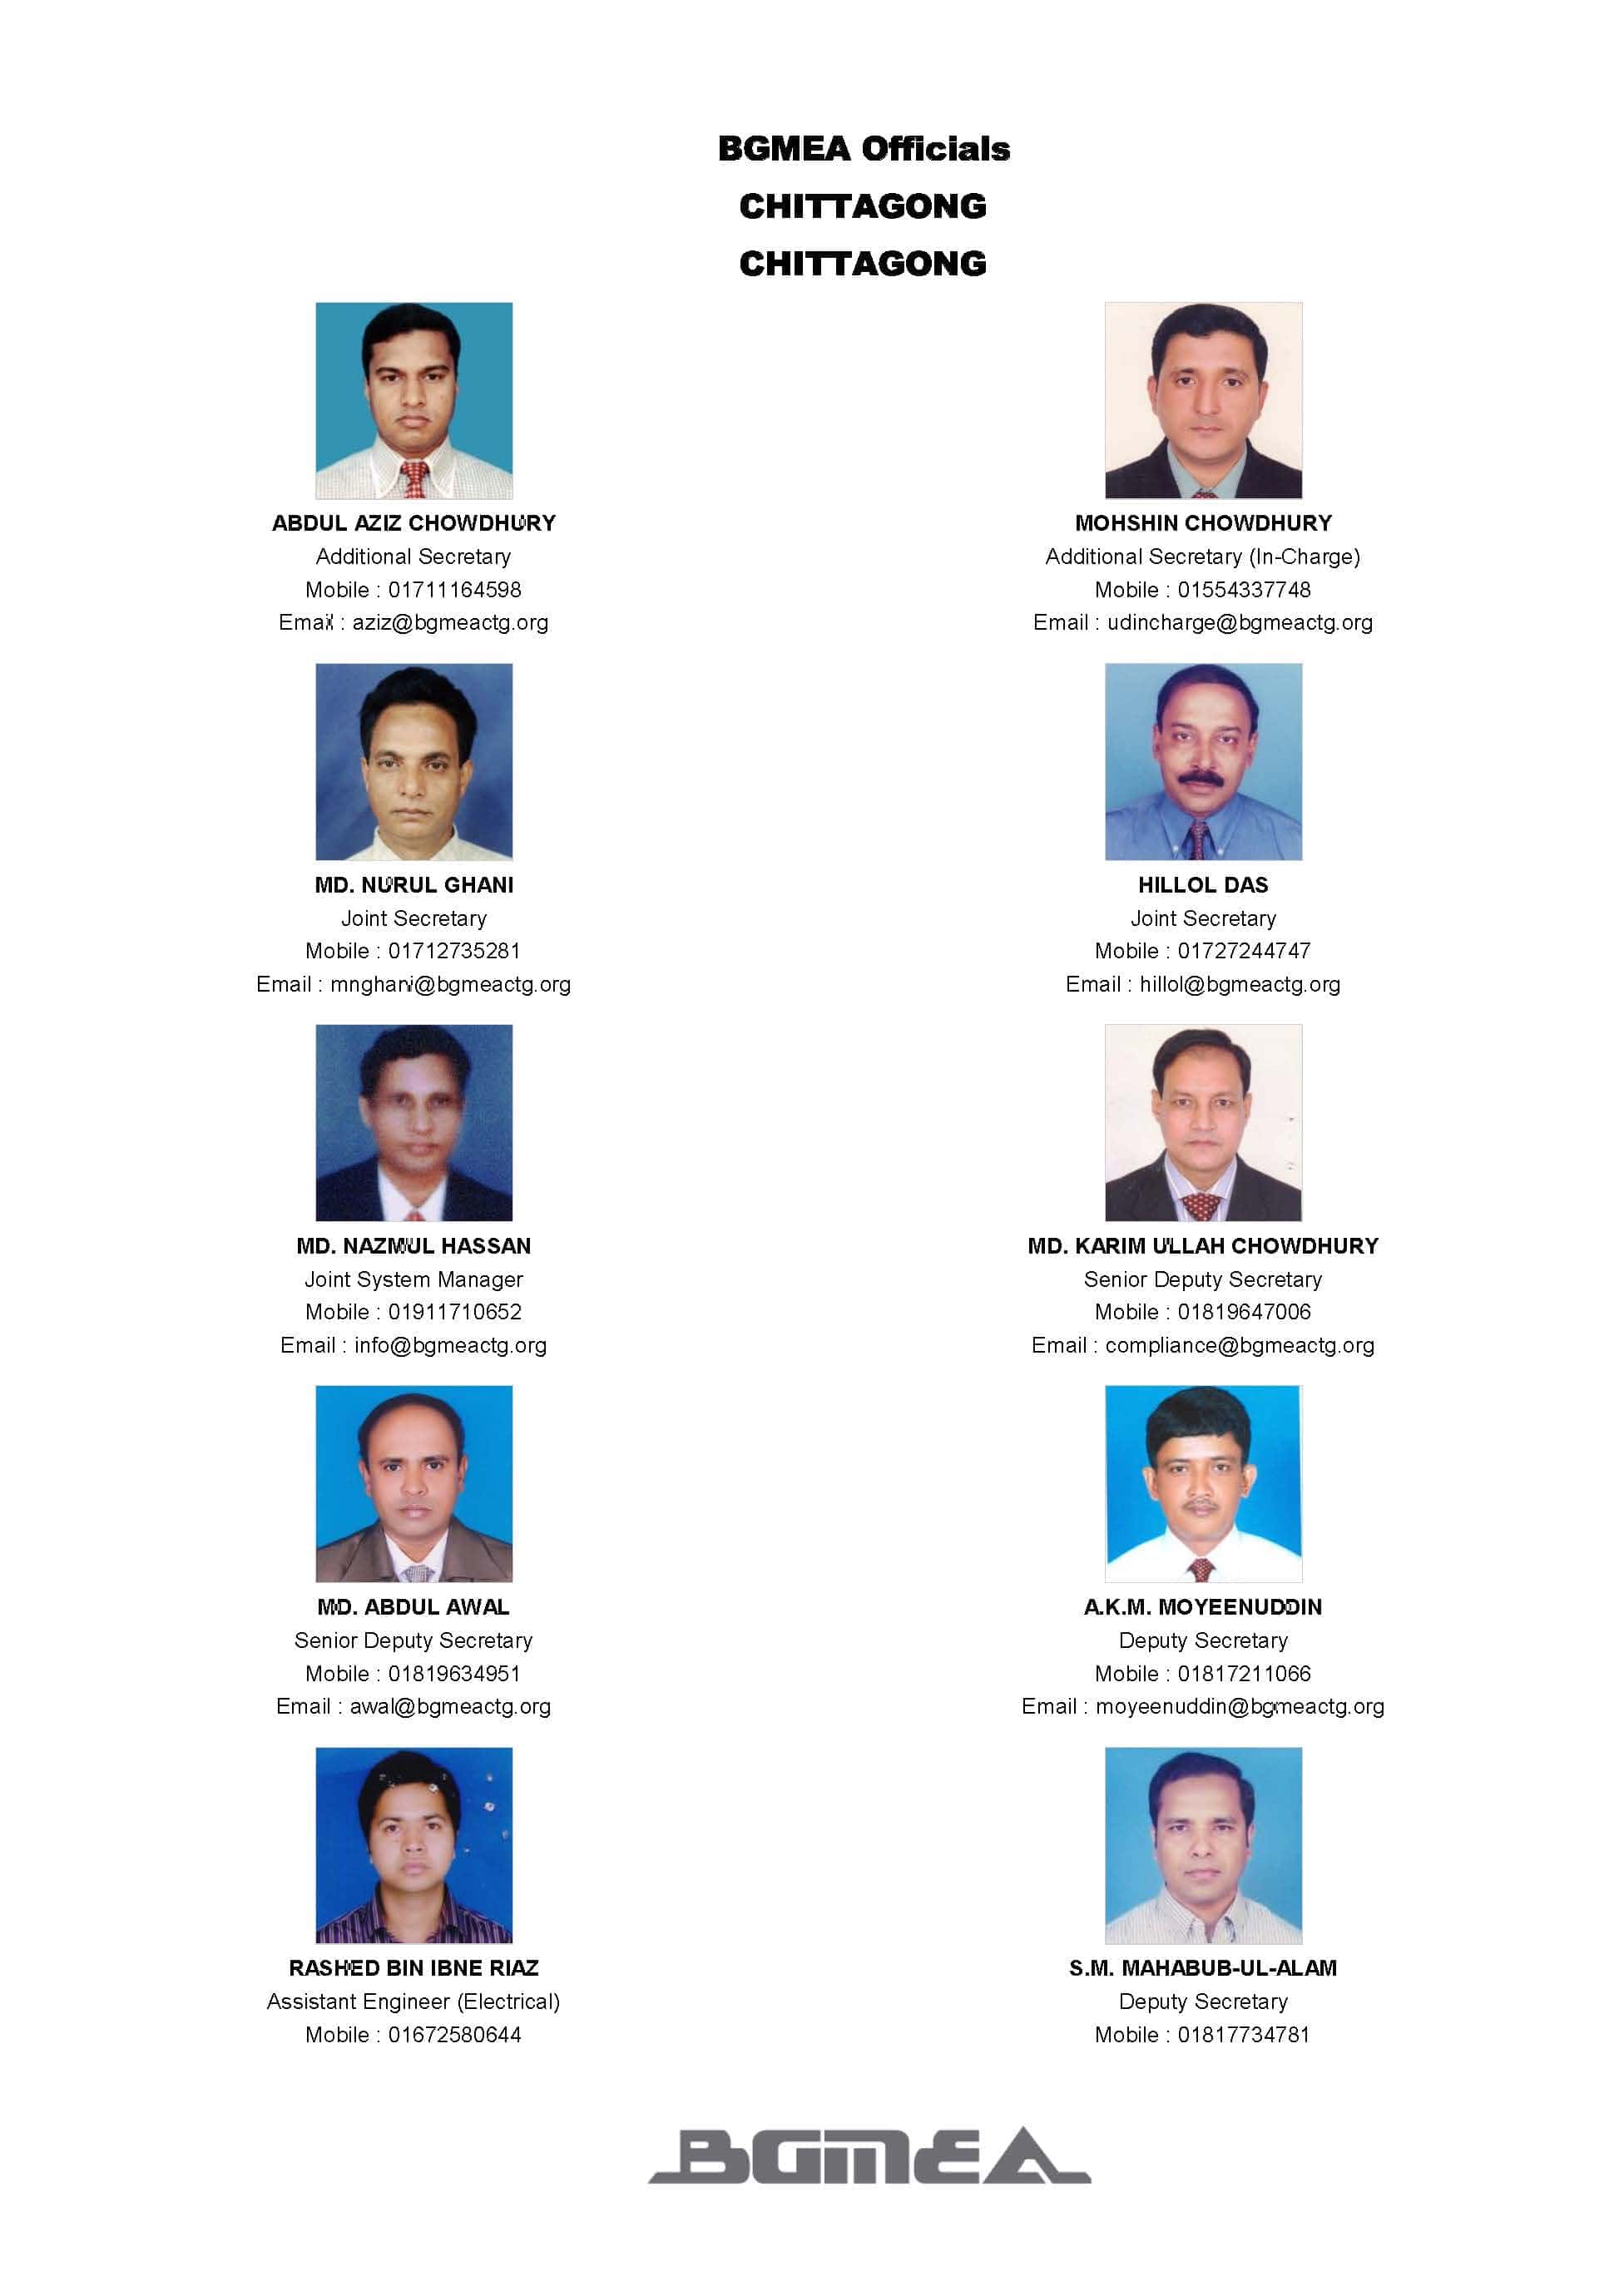 BGMEA Officials
CHITTAGONG
CHITTAGONG
ABDUL AZIZ CHOWDHURY
Additional Secretary
Mobile : 01711164598
Email : aziz@bgmeactg.org
MOHSHIN CHOWDHURY
Additional Secretary (In-Charge)
Mobile : 01554337748
Email : udincharge@bgmeactg.org
MD. NURUL GHANI
Joint Secretary
Mobile : 01712735281
Email : mnghani@bgmeactg.org
HILLOL DAS
Joint Secretary
Mobile : 01727244747
Email : hillol@bgmeactg.org
MD. NAZMUL HASSAN
Joint System Manager
Mobile : 01911710652
Email : info@bgmeactg.org
MD. KARIM ULLAH CHOWDHURY
Senior Deputy Secretary
Mobile : 01819647006
Email : compliance@bgmeactg.org
MD. ABDUL AWAL
Senior Deputy Secretary
Mobile : 01819634951
Email : awal@bgmeactg.org
A.K.M. MOYEENUDDIN
Deputy Secretary
Mobile : 01817211066
Email : moyeenuddin@bgmeactg.org
RASHED BIN IBNE RIAZ
Assistant Engineer (Electrical)
Mobile : 01672580644
S.M. MAHABUB-UL-ALAM
Deputy Secretary
Mobile : 01817734781
BGMEA